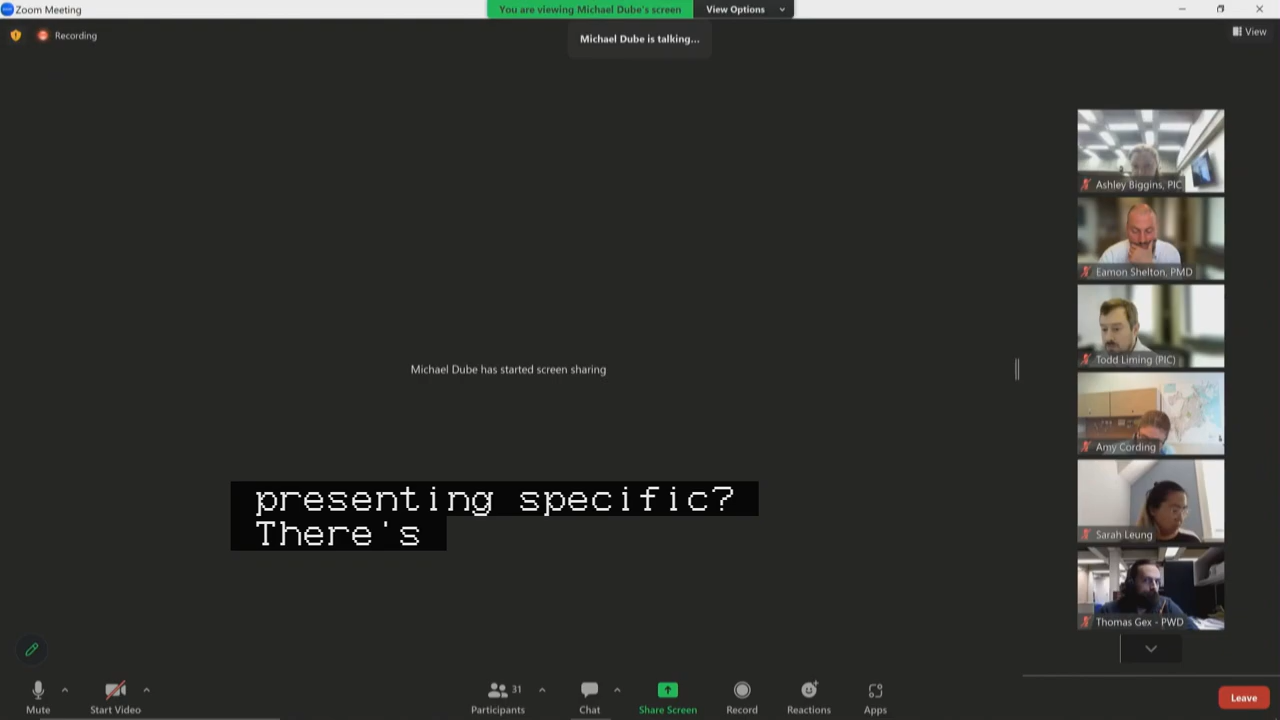 Zoom Meeting
You are viewing Michael Dube's screen
View Options
Recording
Michael Dube is talking...
View
Ashley Biggins, PIC
Eamon Shelton, PMD
Todd Liming (PIC)
Michael Dube has started screen sharing
Amy Cording
presenting specific?
There's
Sarah Leung
Thomas Gex - PWD
Mute
Start Video
Participants
31
Chat
Share Screen
Record
Reactions
Apps
Leave